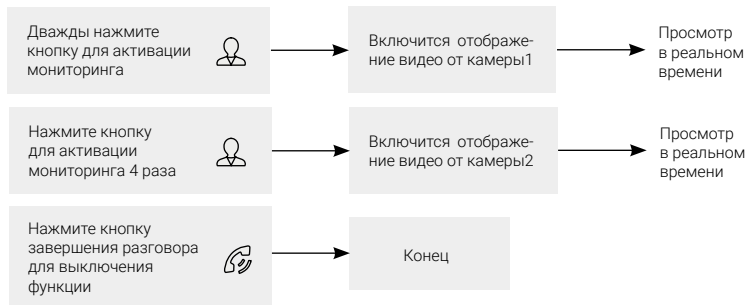 Дважды нажмите
кнопку для активации
мониторинга
Включится отображе-
ние видео от камеры1
Просмотр
в реальном
времени
Нажмите кнопку
для активации
мониторинга 4 раза
Включится отображе-
ние видео от камеры2
Просмотр
в реальном
времени
Нажмите кнопку
завершения разговора
для выключения
функции
Конец